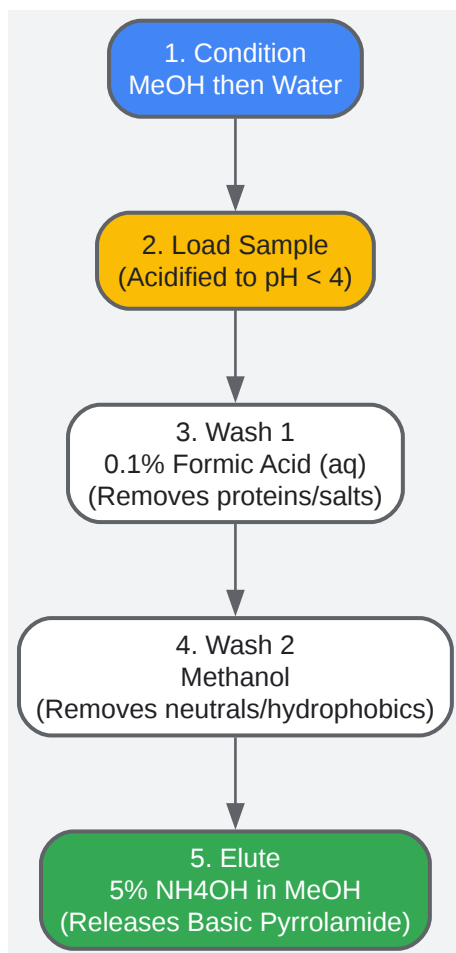 1. Condition
MeOH then Water
2. Load Sample
(Acidified to pH < 4)
3. Wash 1
0.1% Formic Acid (aq)
(Removes proteins/salts)
4. Wash 2
Methanol
(Removes neutrals/hydrophobics)
5. Elute
5% NH4OH in MeOH
(Releases Basic Pyrrolamide)